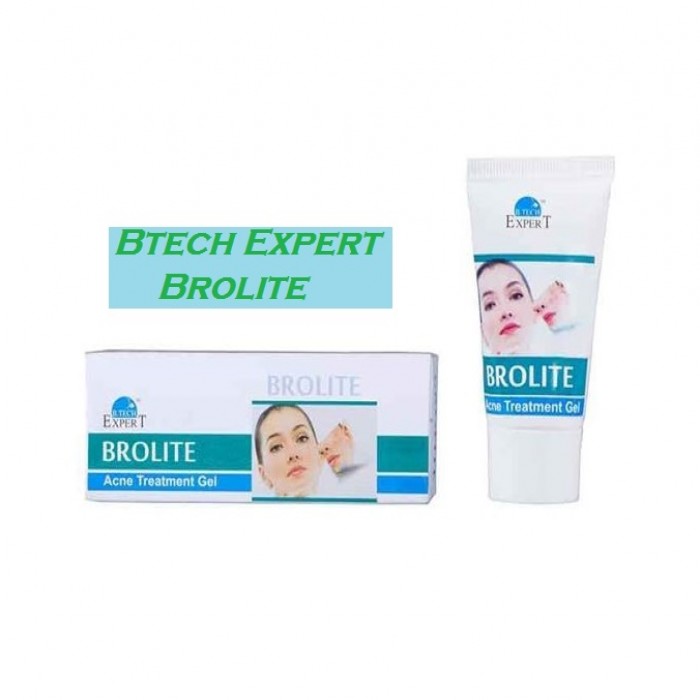 BTECH EXPERT
BROLITE
B.TECH
EXPERT
BROLITE
Acne Treatment Gel
BROLITE
B.TECH
EXPERT
BROLITE
Acne Treatment Gel